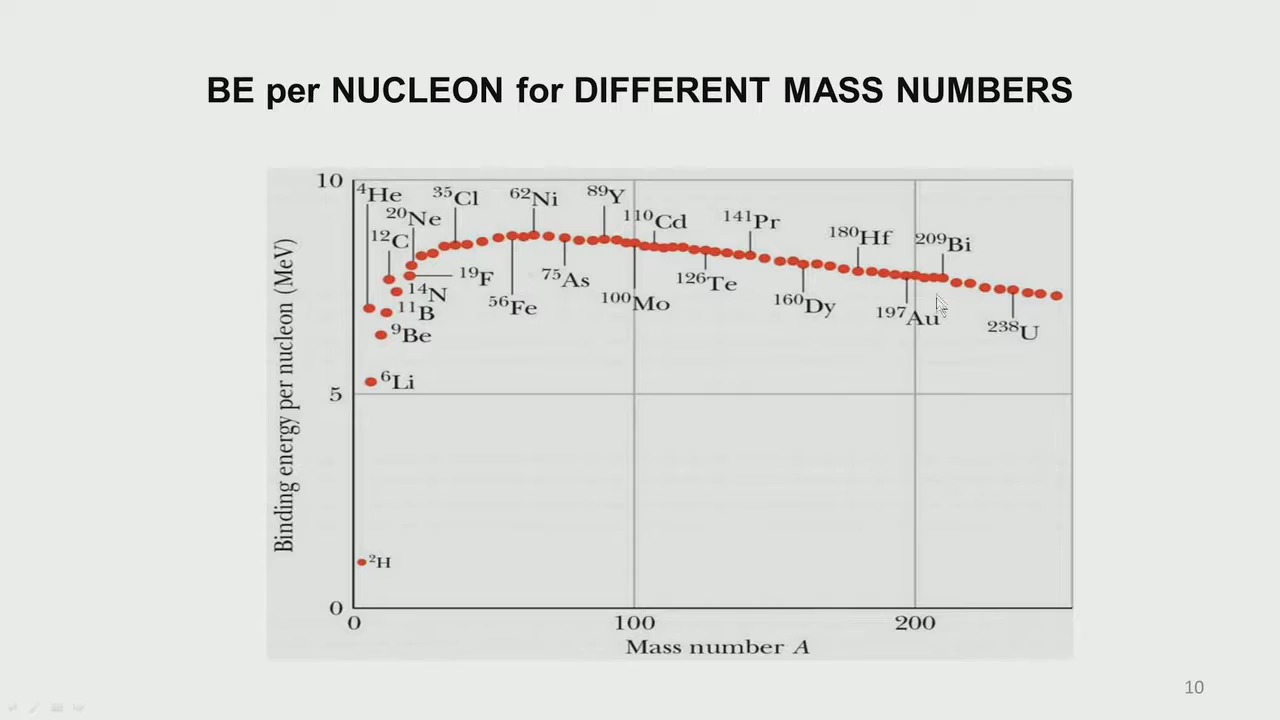 BE per NUCLEON for DIFFERENT MASS NUMBERS
10
⁴He
³⁵Cl
⁶²Ni
⁸⁹Y
²⁰Ne
¹¹⁰Cd
¹⁴¹Pr
¹²C
¹⁸⁰Hf
²⁰⁹Bi
¹⁹F
⁷⁵As
¹²⁶Te
¹⁴N
⁵⁶Fe
¹⁰⁰Mo
¹⁶⁰Dy
¹¹B
¹⁹⁷Au
²³⁸U
⁹Be
⁶Li
5
Binding energy per nucleon (MeV)
²H
0
0
100
200
Mass number A
10